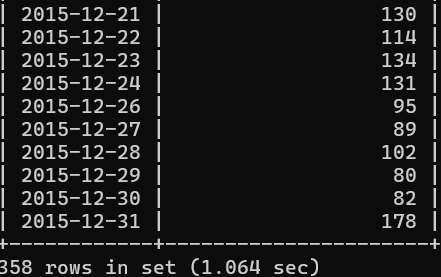 | 2015-12-21 |                  130 |
| 2015-12-22 |                  114 |
| 2015-12-23 |                  134 |
| 2015-12-24 |                  131 |
| 2015-12-26 |                   95 |
| 2015-12-27 |                   89 |
| 2015-12-28 |                  102 |
| 2015-12-29 |                   80 |
| 2015-12-30 |                   82 |
| 2015-12-31 |                  178 |
+------------+----------------------+
358 rows in set (1.064 sec)